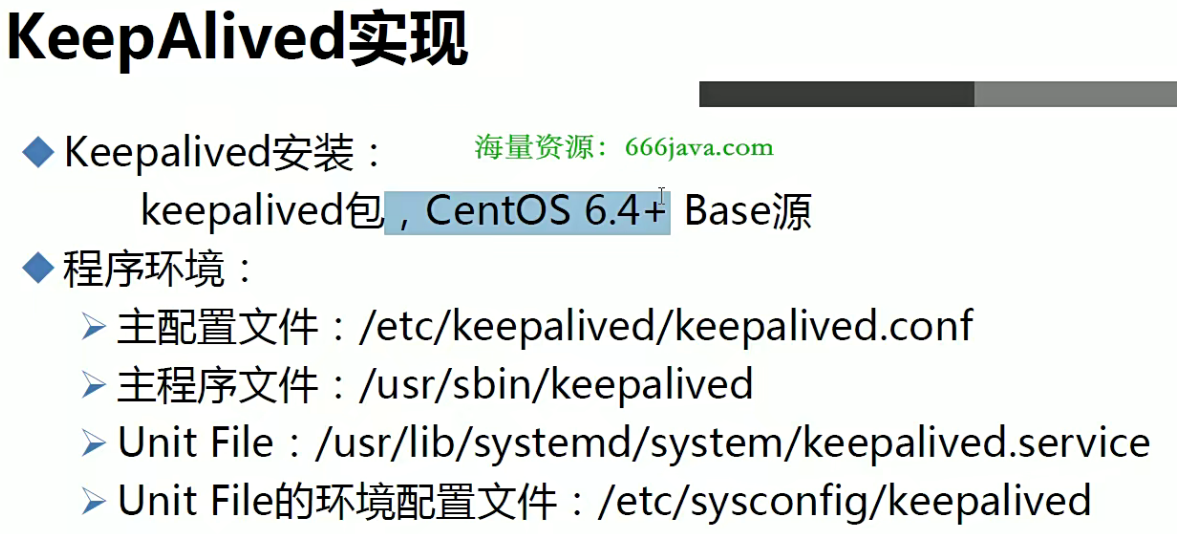 KeepAlived实现
Keepalived安装：
海量资源：666java.com
keepalived包，CentOS 6.4+ Base源
程序环境：
主配置文件：/etc/keepalived/keepalived.conf
主程序文件：/usr/sbin/keepalived
Unit File：/usr/lib/systemd/system/keepalived.service
Unit File的环境配置文件：/etc/sysconfig/keepalived